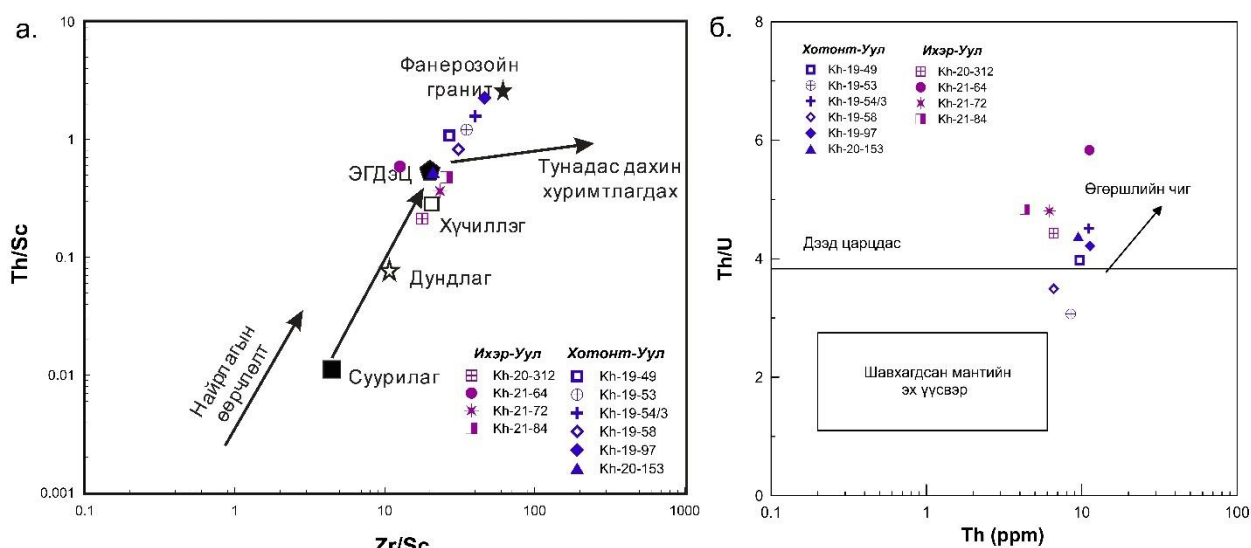 а.
10
1
0.1
0.01
0.001
Th/Sc
0.1
1
10
100
1000
Zr/Sc
Фанерозойн
гранит
ЭГДэЦ
Тунадас дахин
хуримтлагдах
Хүчиллэг
Дундлаг
Суурилаг
Найрлагын
өөрчлөлт
Ихэр-Уул
Kh-20-312
Kh-21-64
Kh-21-72
Kh-21-84
Хотонт-Уул
Kh-19-49
Kh-19-53
Kh-19-54/3
Kh-19-58
Kh-19-97
Kh-20-153
б.
8
6
4
2
0
Th/U
0.1
1
10
100
Th (ppm)
Хотонт-Уул
Kh-19-49
Kh-19-53
Kh-19-54/3
Kh-19-58
Kh-19-97
Kh-20-153
Ихэр-Уул
Kh-20-312
Kh-21-64
Kh-21-72
Kh-21-84
Өгөршлийн чиг
Дээд царцдас
Шавхагдсан мантийн
эх үүсвэр